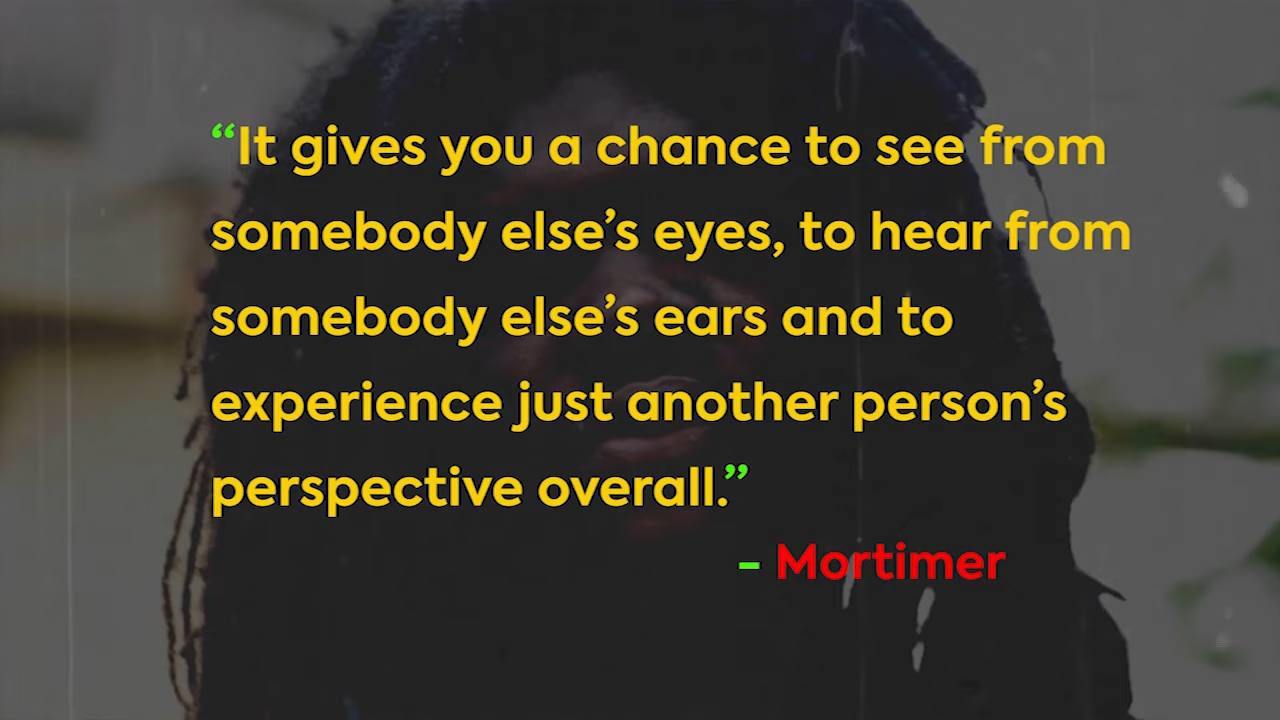 “It gives you a chance to see from
somebody else’s eyes, to hear from
somebody else’s ears and to
experience just another person’s
perspective overall.”
- Mortimer